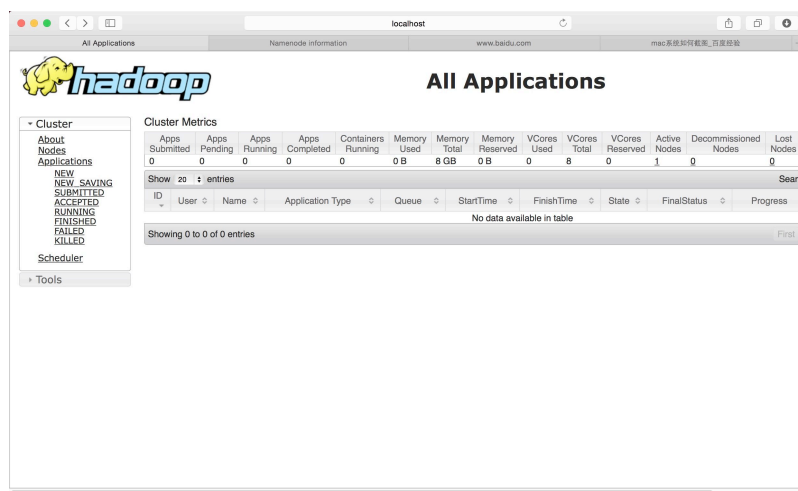 localhost
All Applications
Namenode information
www.baidu.com
mac系统如何截图_百度经验
hadoop
All Applications
Cluster
About
Nodes
Applications
NEW
NEW_SAVING
SUBMITTED
ACCEPTED
RUNNING
FINISHED
FAILED
KILLED
Scheduler
Tools
Cluster Metrics
Apps Submitted Apps Pending Apps Running Apps Completed Containers Running Memory Used Memory Total Memory Reserved VCores Used VCores Total VCores Reserved Active Nodes Decommissioned Nodes Lost Nodes
0 0 0 0 0 0 B 8 GB 0 B 0 8 0 1 0 0
Show 20 entries Sear
ID User Name Application Type Queue StartTime FinishTime State FinalStatus Progress
No data available in table
Showing 0 to 0 of 0 entries First